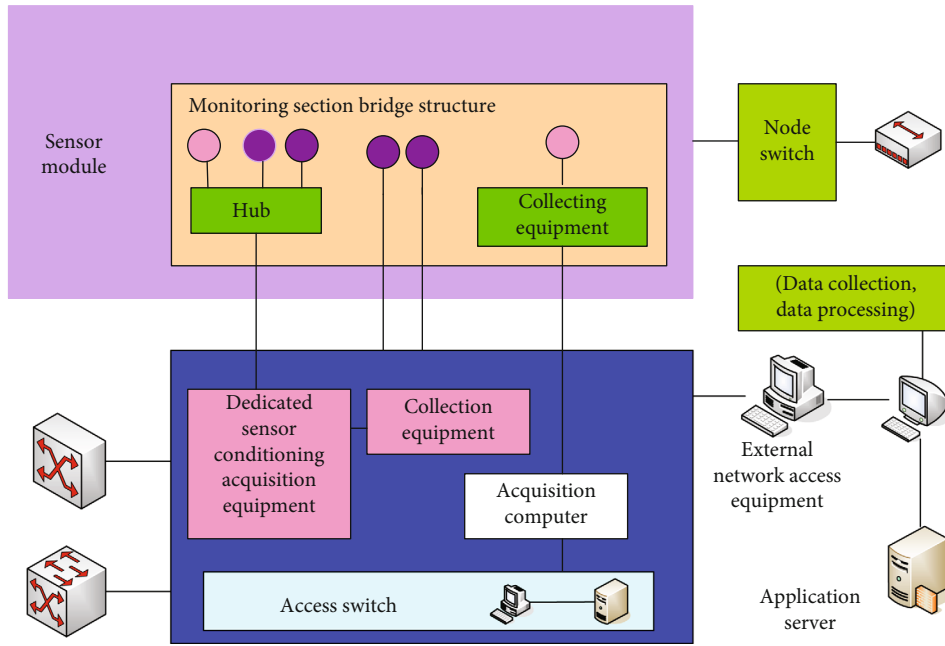 Monitoring section bridge structure
Sensor
module
Hub
Collecting
equipment
Node
switch
(Data collection,
data processing)
Dedicated
sensor
conditioning
acquisition
equipment
Collection
equipment
Acquisition
computer
Access switch
External
network access
equipment
Application
server